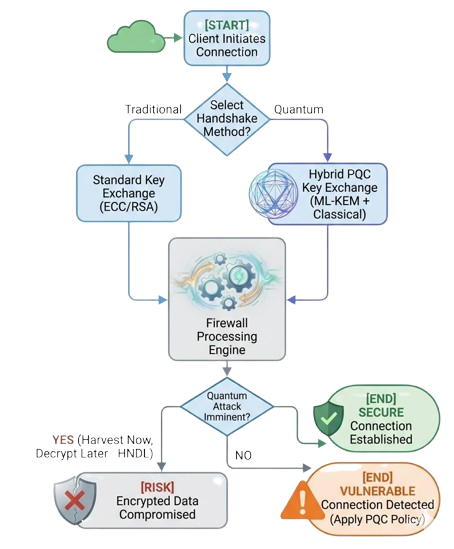 [START]
Client Initiates
Connection
Traditional
Select
Handshake
Method?
Quantum
Standard Key
Exchange
(ECC/RSA)
Hybrid PQC
Key Exchange
(ML-KEM +
Classical)
Firewall
Processing
Engine
Quantum
Attack
Imminent?
YES (Harvest Now,
Decrypt Later HNDL)
NO
[END]
SECURE
Connection
Established
[RISK]
Encrypted Data
Compromised
[END]
VULNERABLE
Connection Detected
(Apply PQC Policy)